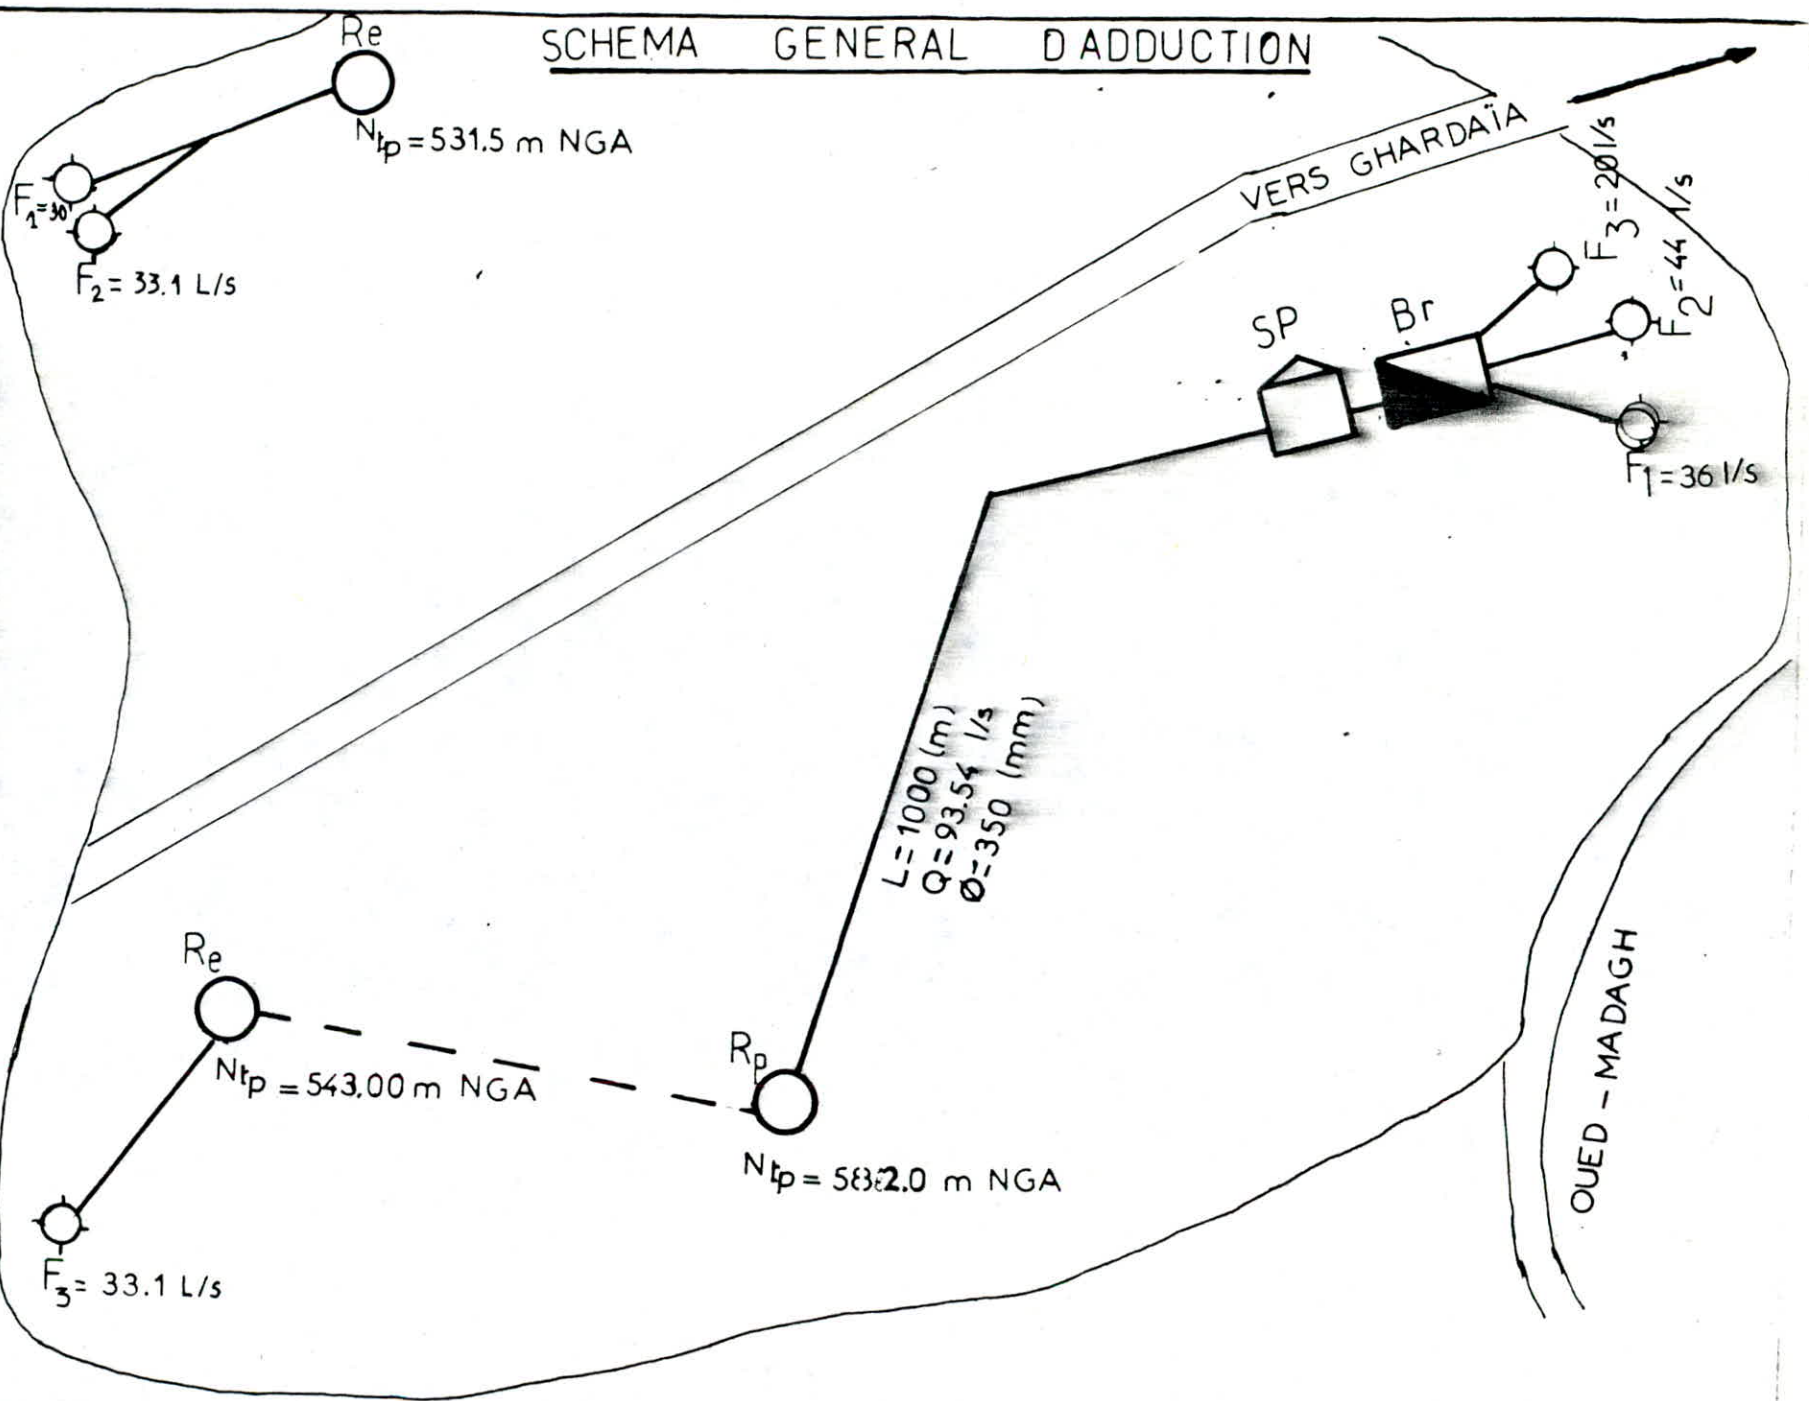 SCHEMA GENERAL D ADDUCTION
Re
Ntp = 531.5 m NGA
F1 = 30
F2 = 33.1 L/s
VERS GHARDAÏA
F3 = 20 l/s
F2 = 44 l/s
F1 = 36 l/s
SP
Br
L = 1000 (m)
Q = 93.54 l/s
Ø = 350 (mm)
Re
Ntp = 543.00 m NGA
Rp
m NGA
F3 = 33.1 L/s
OUED - MADAGH